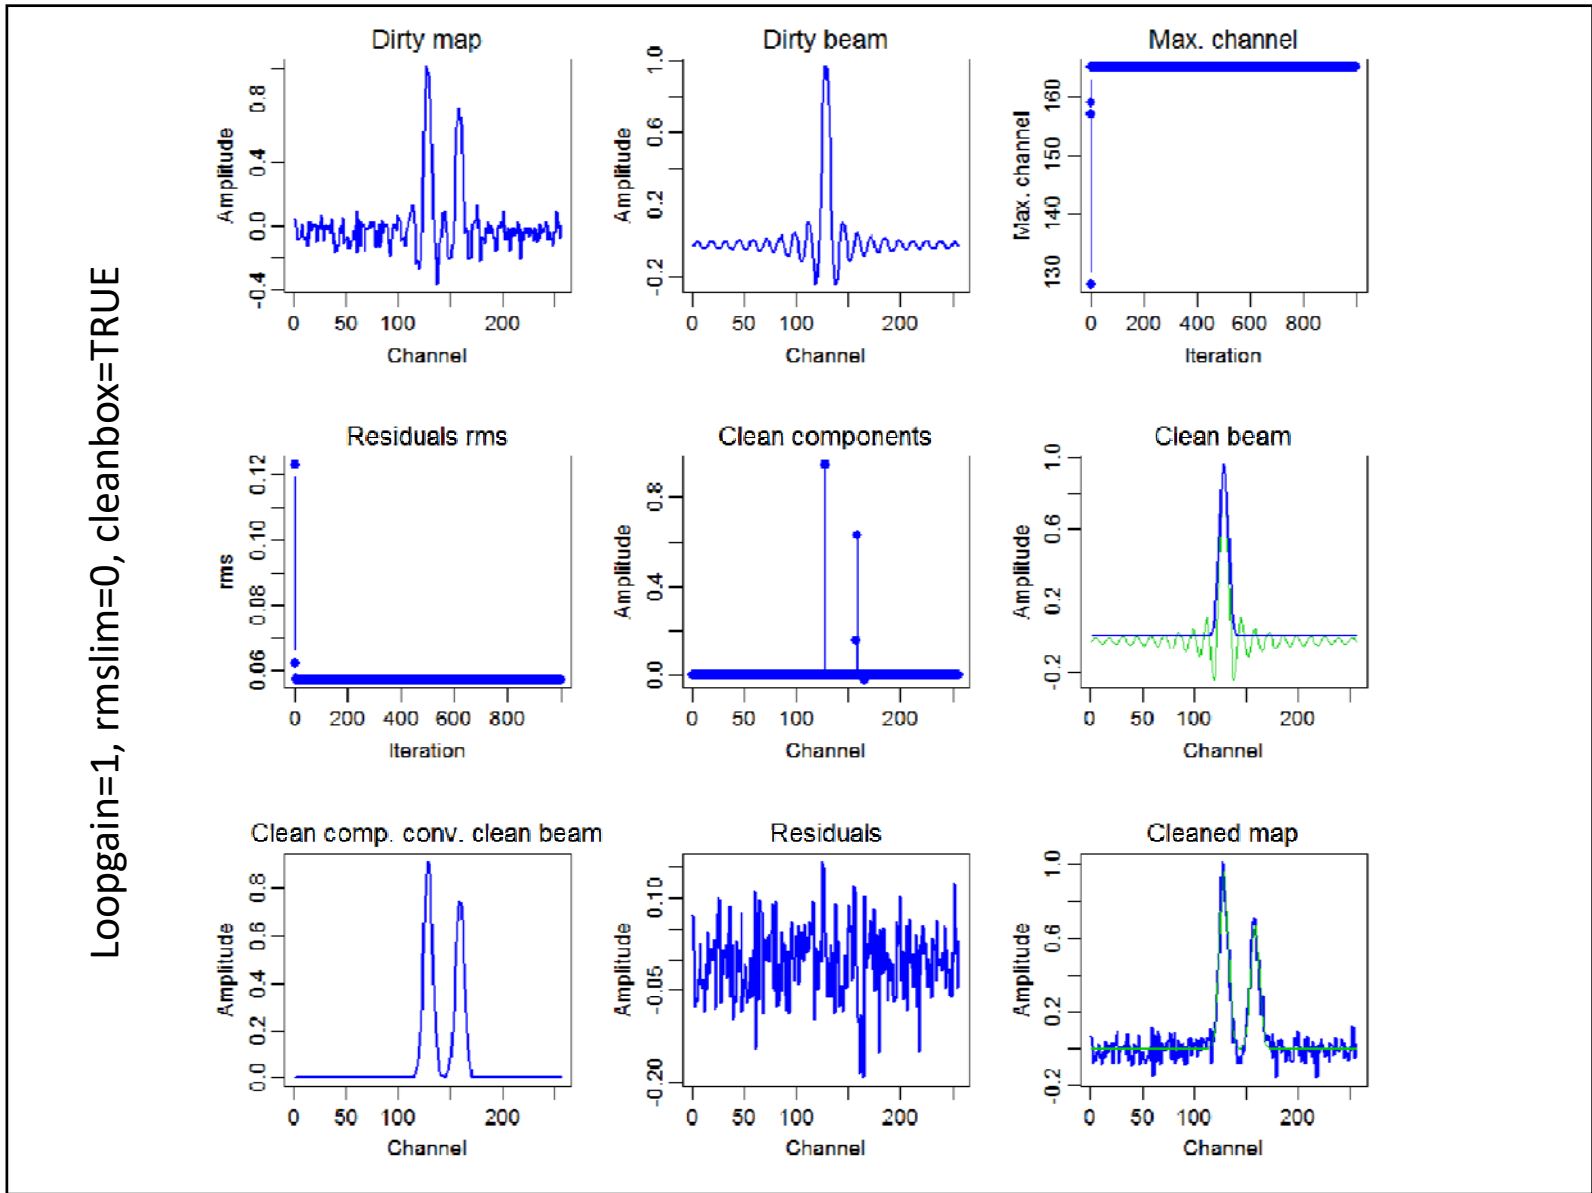 Loopgain=1, rmslim=0, cleanbox=TRUE
Dirty map
Amplitude
-0.4 0.0 0.4 0.8
0 50 100 200
Channel
Dirty beam
Amplitude
-0.2 0.2 0.6 1.0
0 50 100 200
Channel
Max. channel
Max. channel
130 140 150 160
0 200 400 600 800
Iteration
Residuals rms
rms
0.06 0.08 0.10 0.12
0 200 400 600 800
Iteration
Clean components
Amplitude
0.0 0.4 0.8
0 50 100 200
Channel
Clean beam
Amplitude
-0.2 0.2 0.6 1.0
0 50 100 200
Channel
Clean comp. conv. clean beam
Amplitude
0.0 0.2 0.4 0.6 0.8
0 50 100 200
Channel
Residuals
Amplitude
-0.20 -0.05 0.10
0 50 100 200
Channel
Cleaned map
Amplitude
-0.2 0.2 0.6 1.0
0 50 100 200
Channel